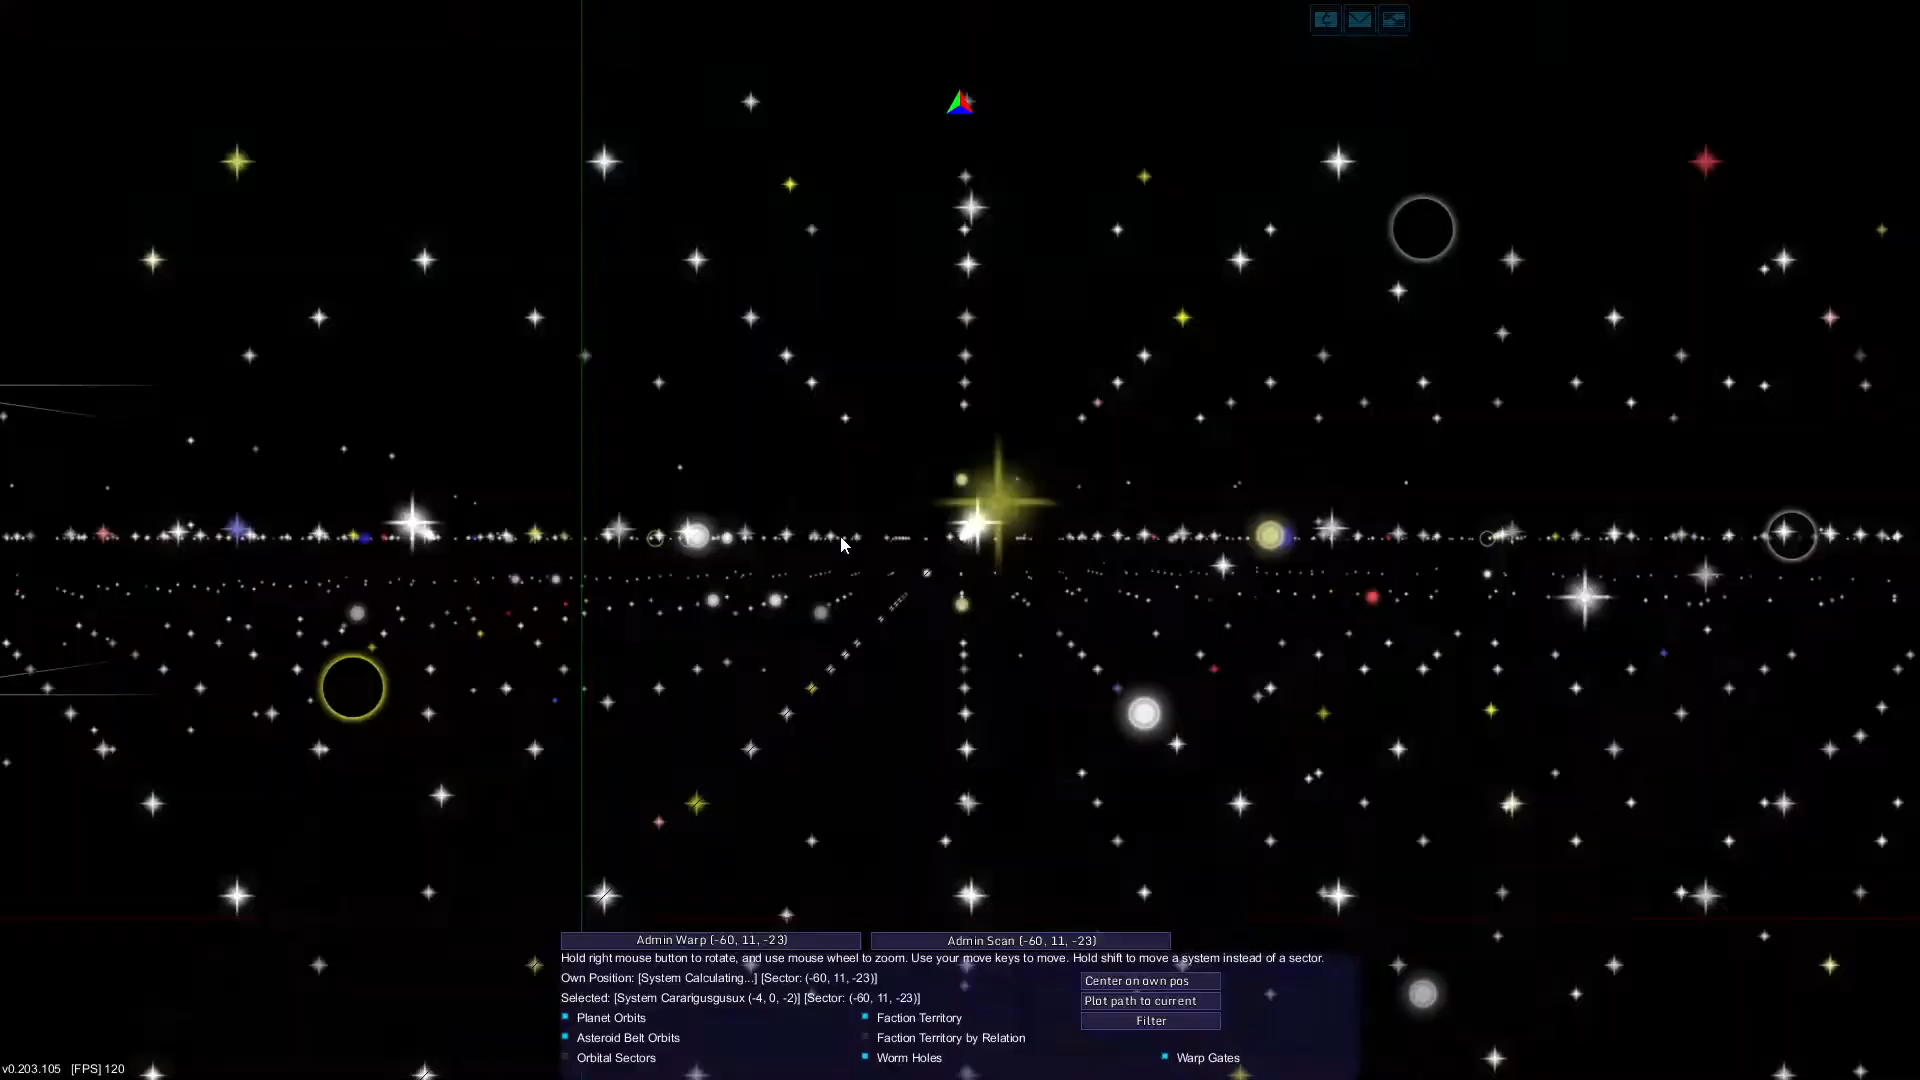 Admin Warp (-60, 11, -23)
Admin Scan (-60, 11, -23)
Hold right mouse button to rotate, and use mouse wheel to zoom. Use your move keys to move. Hold shift to move a system instead of a sector.
Own Position: [System Calculating...] [Sector: (-60, 11, -23)]
Selected: [System Cararigusgusux (-4, 0, -2)] [Sector: (-60, 11, -23)]
Center on own pos
Plot path to current
Filter
Planet Orbits
Faction Territory
Asteroid Belt Orbits
Faction Territory by Relation
Orbital Sectors
Worm Holes
Warp Gates
v0.203.105 [FPS] 120